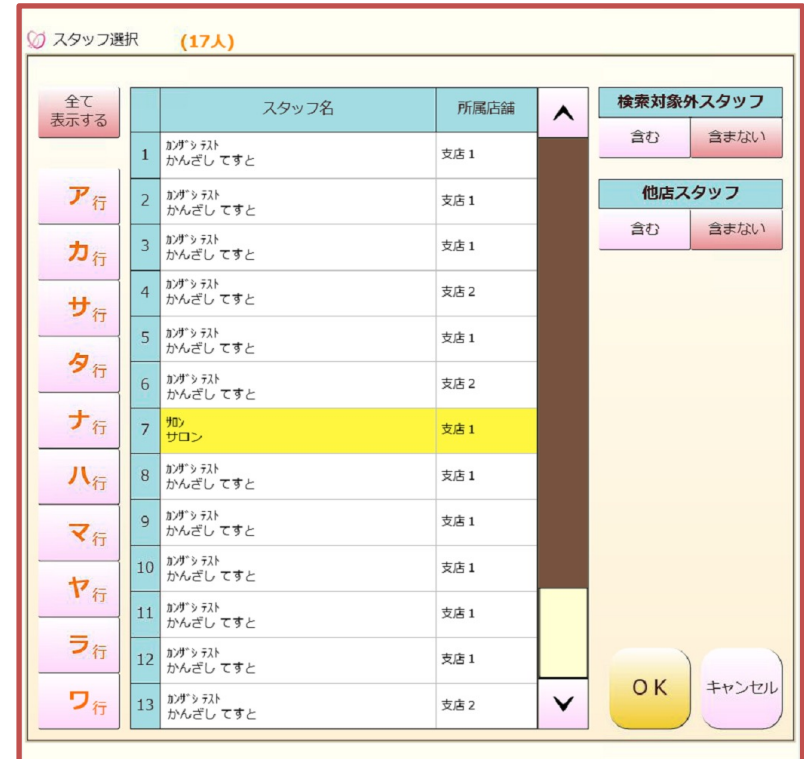 スタッフ選択 (17人)
全て
表示する
ア行
カ行
サ行
タ行
ナ行
ハ行
マ行
ヤ行
ラ行
ワ行
スタッフ名 所属店舗
1 ｶﾝｻﾞｼ ﾃｽﾄ
かんざし てすと 支店1
2 ｶﾝｻﾞｼ ﾃｽﾄ
かんざし てすと 支店1
3 ｶﾝｻﾞｼ ﾃｽﾄ
かんざし てすと 支店1
4 ｶﾝｻﾞｼ ﾃｽﾄ
かんざし てすと 支店2
5 ｶﾝｻﾞｼ ﾃｽﾄ
かんざし てすと 支店1
6 ｶﾝｻﾞｼ ﾃｽﾄ
かんざし てすと 支店2
7 ｻﾛﾝ
サロン 支店1
8 ｶﾝｻﾞｼ ﾃｽﾄ
かんざし てすと 支店1
9 ｶﾝｻﾞｼ ﾃｽﾄ
かんざし てすと 支店1
10 ｶﾝｻﾞｼ ﾃｽﾄ
かんざし てすと 支店1
11 ｶﾝｻﾞｼ ﾃｽﾄ
かんざし てすと 支店1
12 ｶﾝｻﾞｼ ﾃｽﾄ
かんざし てすと 支店1
13 ｶﾝｻﾞｼ ﾃｽﾄ
かんざし てすと 支店2
検索対象外スタッフ
含む 含まない
他店スタッフ
含む 含まない
OK キャンセル